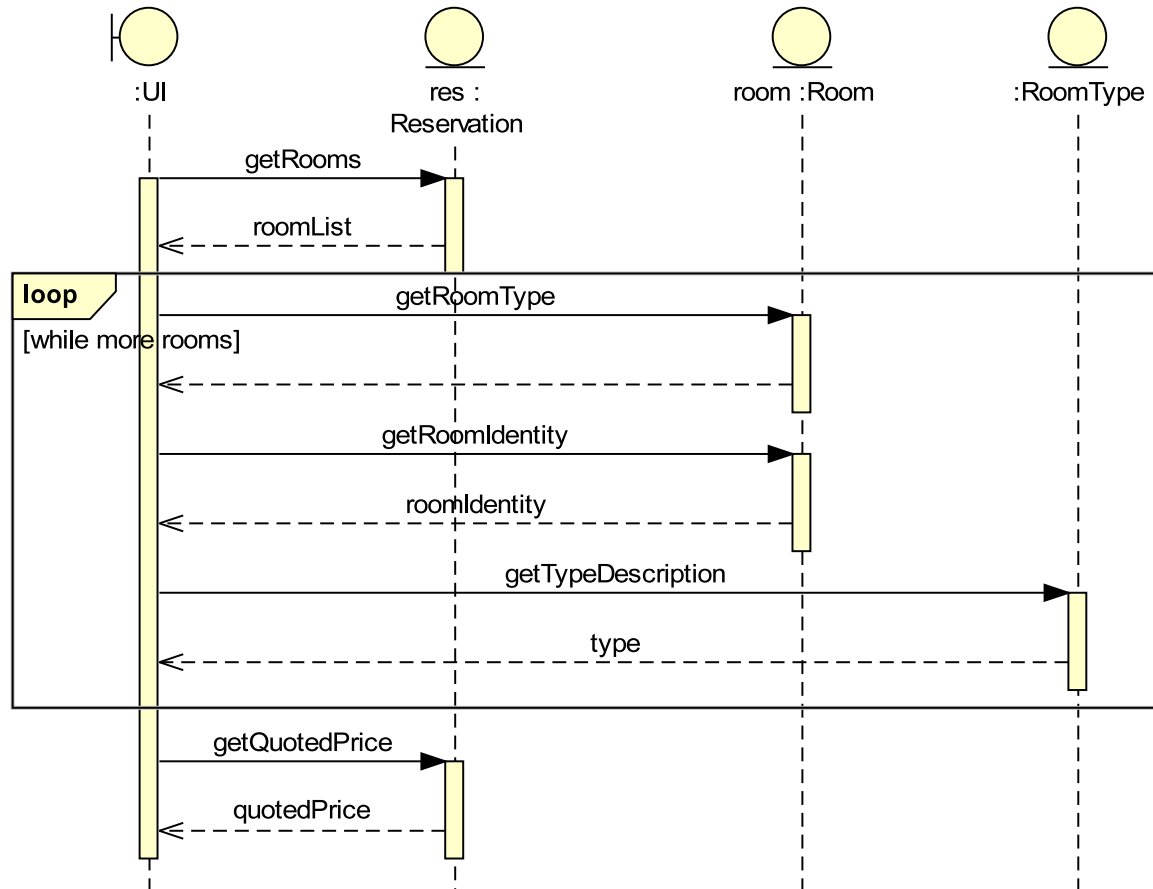 :UI
res :
Reservation
room :Room
:RoomType
getRooms
roomList
loop
getRoomType
[while more rooms]
getRoomIdentity
roomIdentity
getTypeDescription
type
getQuotedPrice
quotedPrice